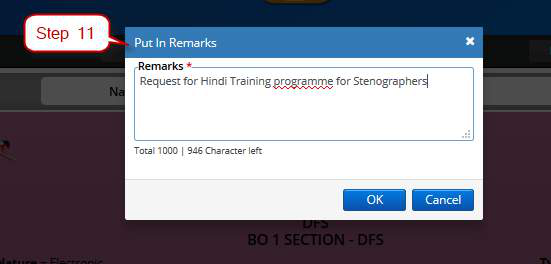 Step 11
Put In Remarks
Remarks *
Request for Hindi Training programme for Stenographers
Total 1000 | 946 Character left
OK Cancel
DFS
BO 1 SECTION - DFS
Electronic